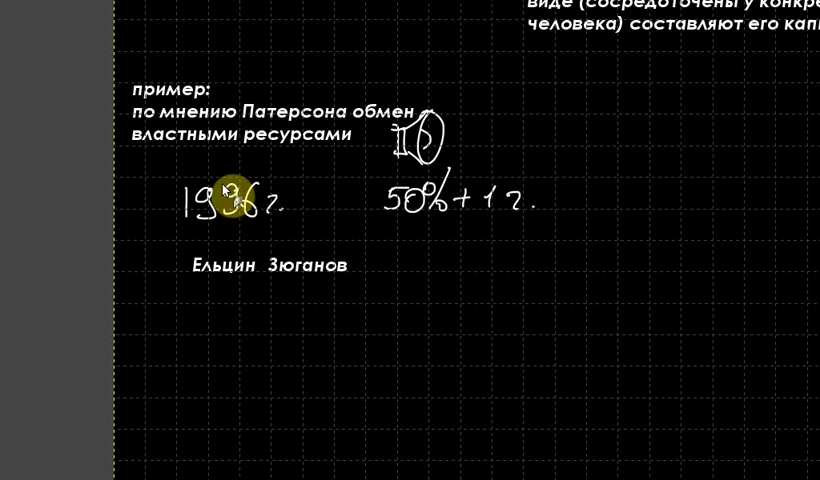 виде (сосредоточены у конкре
человека) составляют его капи
пример:
по мнению Патерсона обмен
властными ресурсами
1996 г.
50% + 1 г.
Ельцин Зюганов